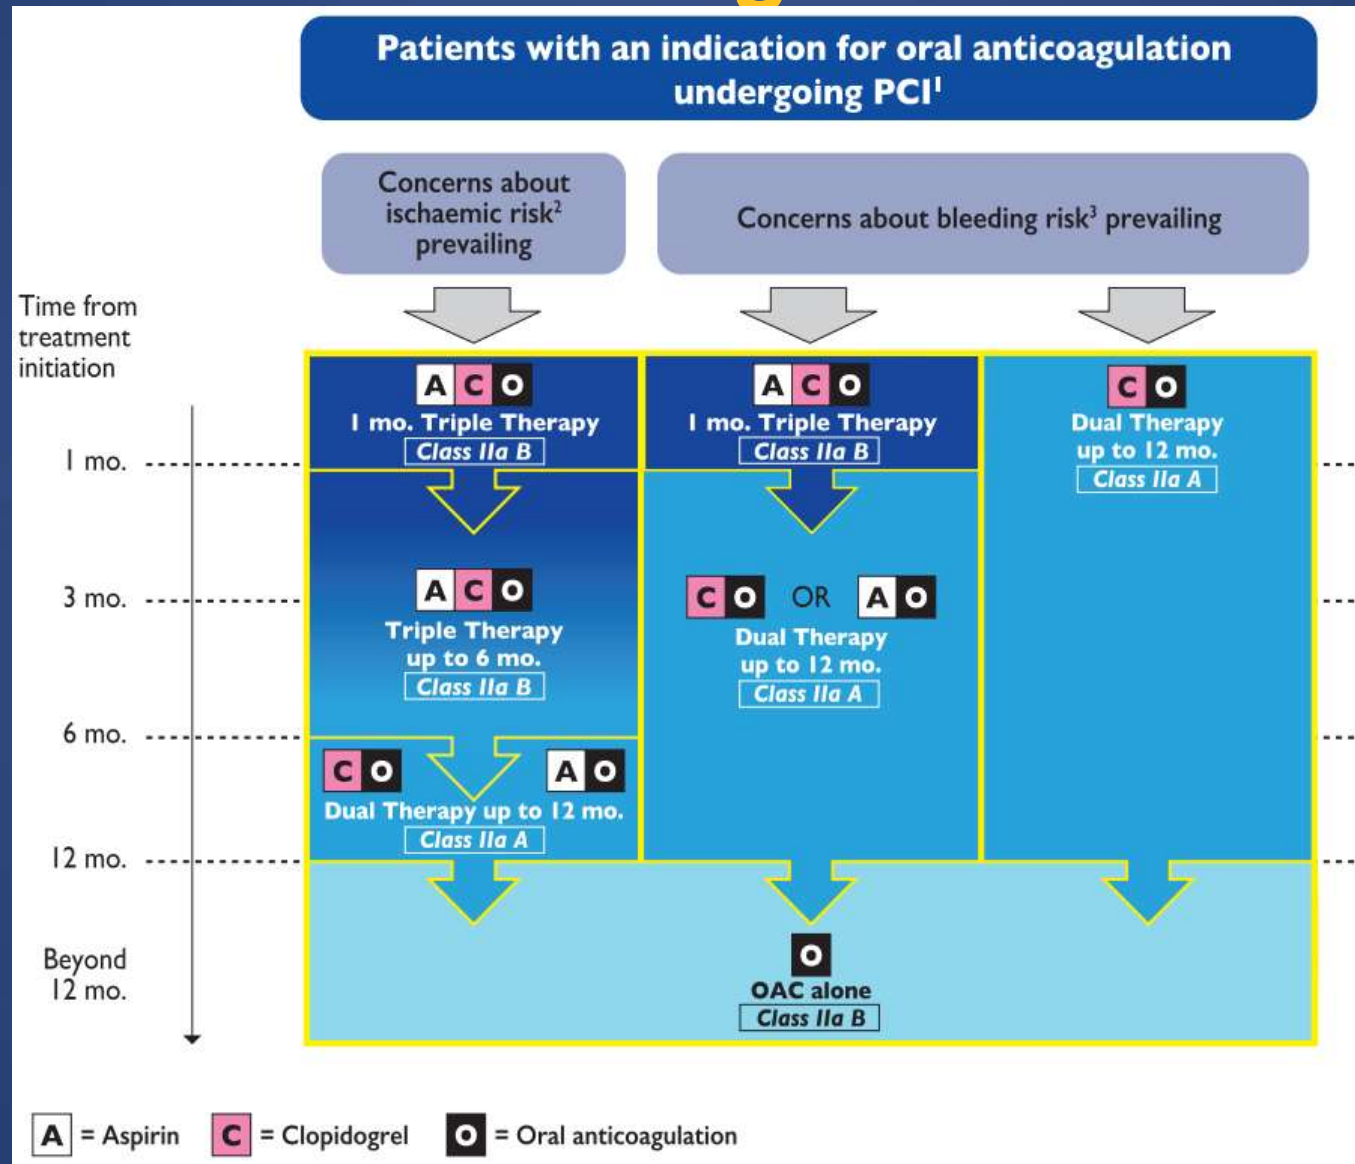 Patients with an indication for oral anticoagulation
undergoing PCI¹
Concerns about
ischaemic risk²
prevailing
Concerns about bleeding risk³ prevailing
Time from
treatment
initiation
A C O
1 mo. Triple Therapy
Class IIa B
A C O
1 mo. Triple Therapy
Class IIa B
C O
Dual Therapy
up to 12 mo.
Class IIa A
1 mo.
3 mo.
A C O
Triple Therapy
up to 6 mo.
Class IIa B
C O OR A O
Dual Therapy
up to 12 mo.
Class IIa A
6 mo.
C O A O
Dual Therapy up to 12 mo.
Class IIa A
12 mo.
Beyond
12 mo.
O
OAC alone
Class IIa B
A = Aspirin C = Clopidogrel O = Oral anticoagulation